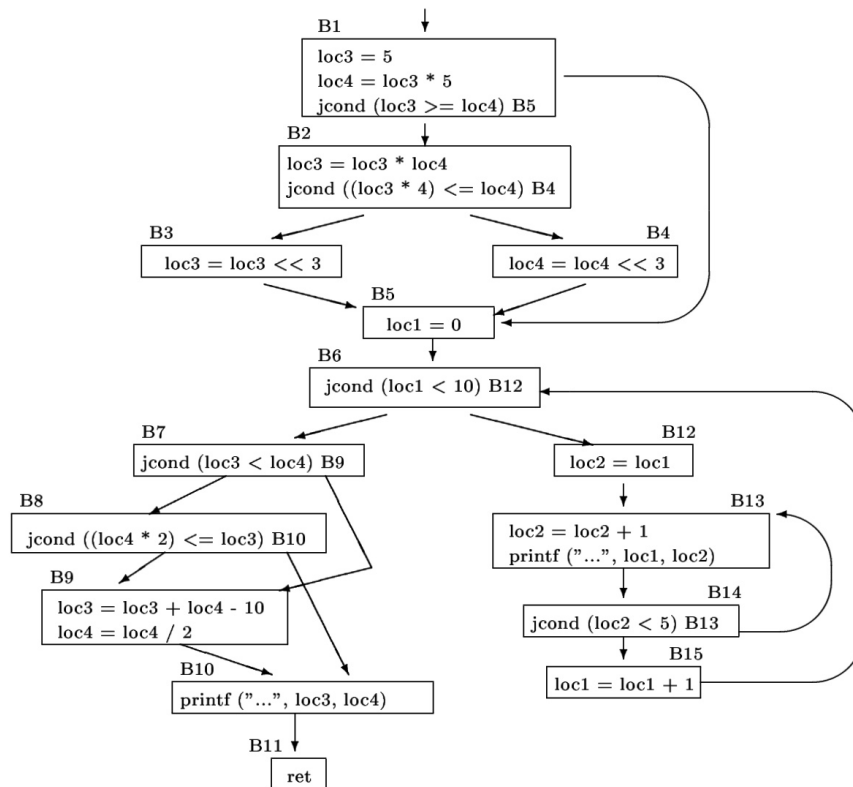 B1
loc3 = 5
loc4 = loc3 * 5
jcond (loc3 >= loc4) B5
B2
loc3 = loc3 * loc4
jcond ((loc3 * 4) <= loc4) B4
B3
loc3 = loc3 << 3
B4
loc4 = loc4 << 3
B5
loc1 = 0
B6
jcond (loc1 < 10) B12
B7
jcond (loc3 < loc4) B9
B8
jcond ((loc4 * 2) <= loc3) B10
B9
loc3 = loc3 + loc4 - 10
loc4 = loc4 / 2
B10
printf ("...", loc3, loc4)
B11
ret
B12
loc2 = loc1
B13
loc2 = loc2 + 1
printf ("...", loc1, loc2)
B14
jcond (loc2 < 5) B13
B15
loc1 = loc1 + 1